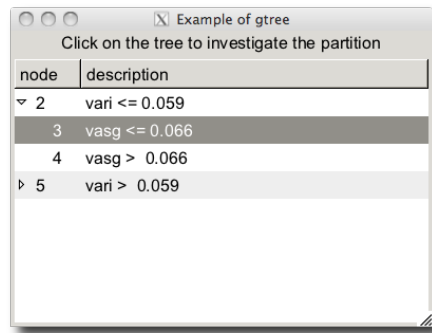 Example of gtree
Click on the tree to investigate the partition
node description
2 vari <= 0.059
3 vasg <= 0.066
4 vasg >  0.066
5 vari >  0.059